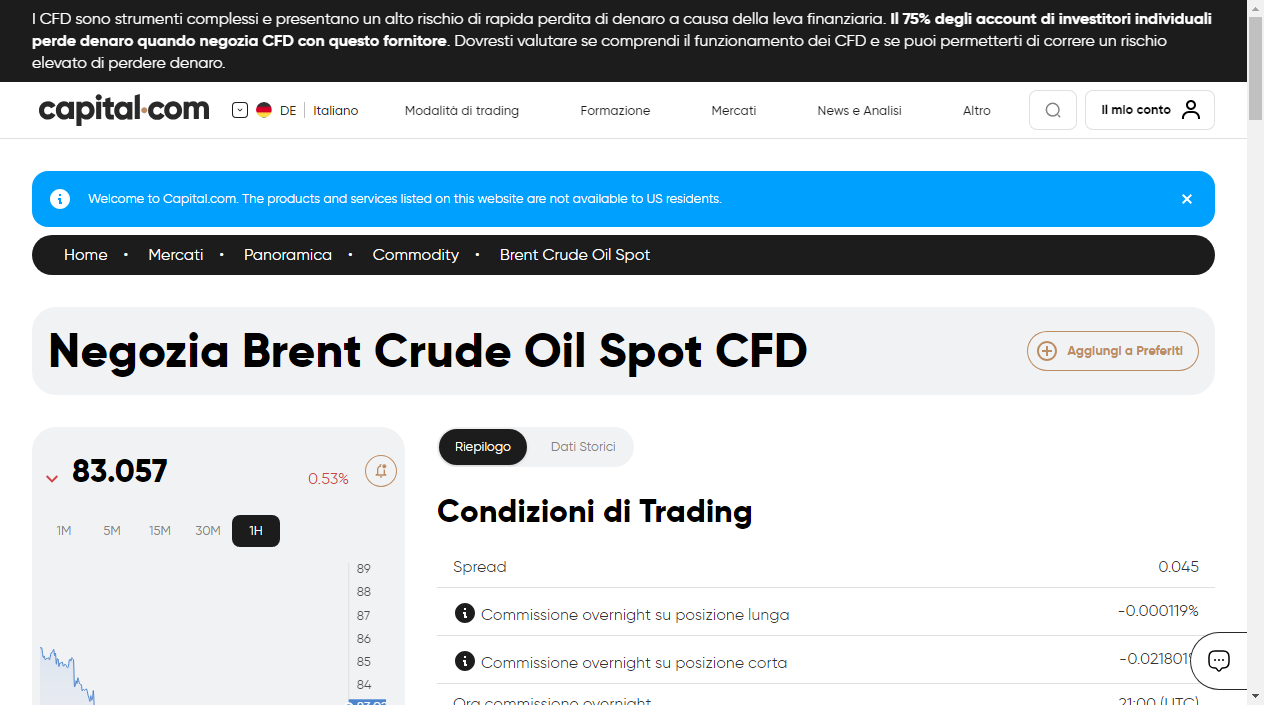 I CFD sono strumenti complessi e presentano un alto rischio di rapida perdita di denaro a causa della leva finanziaria. Il 75% degli account di investitori individuali
perde denaro quando negozia CFD con questo fornitore. Dovresti valutare se comprendi il funzionamento dei CFD e se puoi permetterti di correre un rischio
elevato di perdere denaro.
capital.com DE Italiano Modalità di trading Formazione Mercati News e Analisi Altro Il mio conto
Welcome to Capital.com. The products and services listed on this website are not available to US residents.
Home • Mercati • Panoramica • Commodity • Brent Crude Oil Spot
Negozia Brent Crude Oil Spot CFD
Aggiungi a Preferiti
83.057
0.53%
1M 5M 15M 30M 1H
89
88
87
86
85
84
Riepilogo Dati Storici
Condizioni di Trading
Spread 0.045
Commissione overnight su posizione lunga -0.000119%
Commissione overnight su posizione corta -0.021801%
Ora commissione overnight 21:00 (UTC)